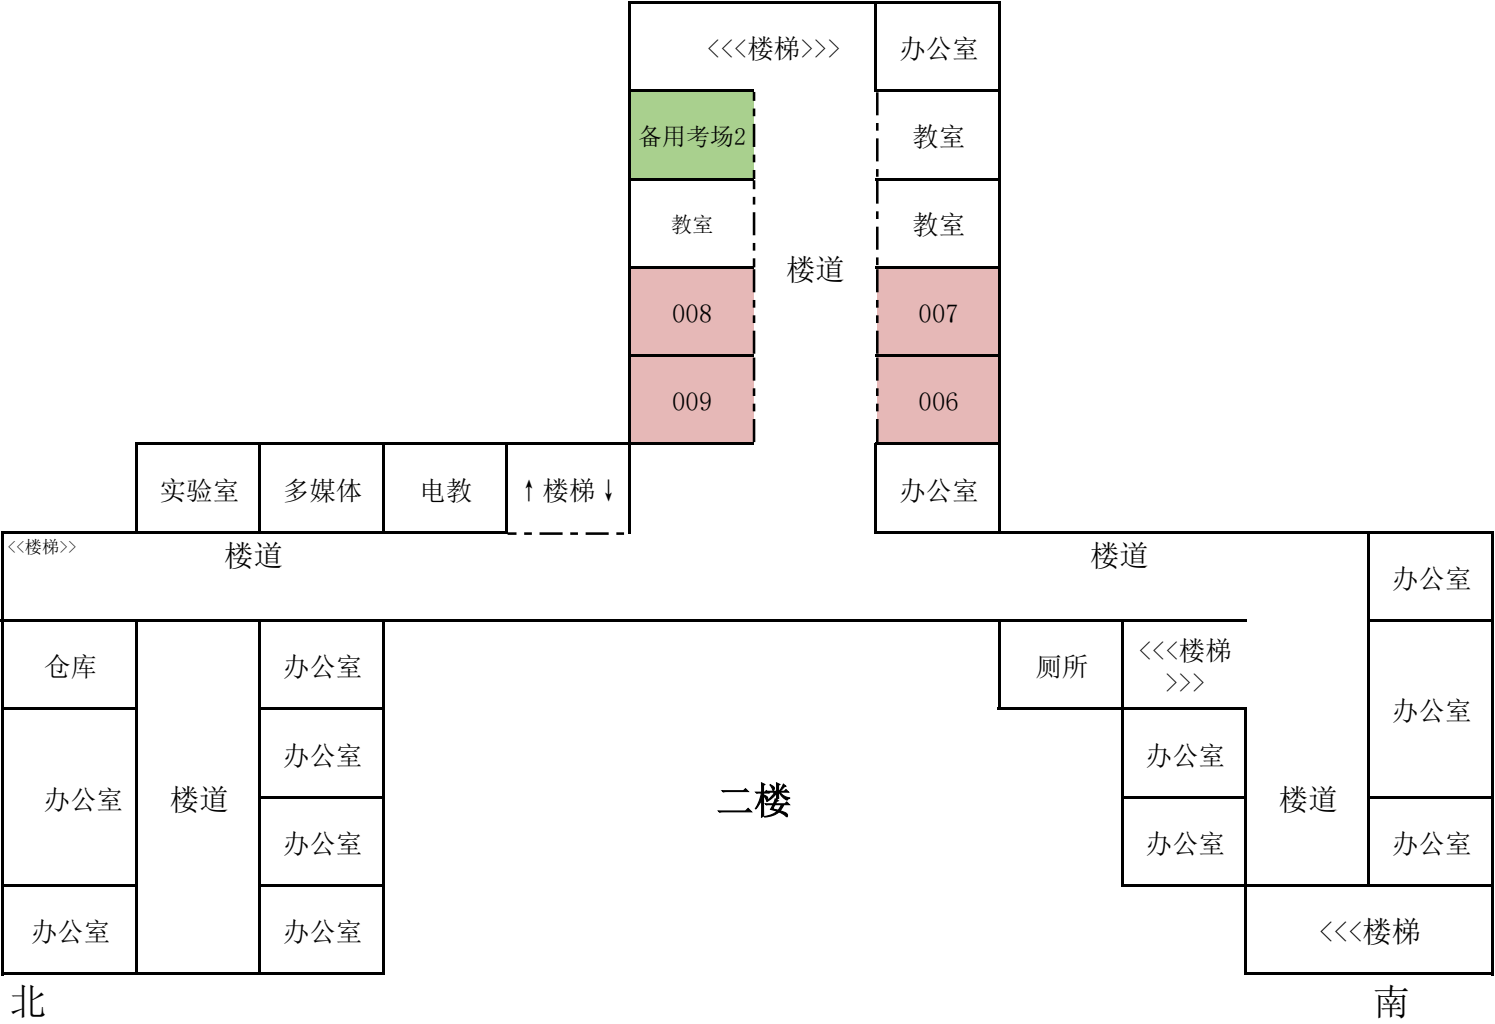 <<<楼梯>>>
办公室
备用考场2
教室
教室
教室
楼道
008
007
009
006
实验室
多媒体
电教
↑楼梯↓
办公室
<<楼梯>>
楼道
楼道
办公室
仓库
办公室
厕所
<<<楼梯
>>>
办公室
办公室
办公室
办公室
楼道
二楼
楼道
办公室
办公室
办公室
办公室
办公室
<<<楼梯
北
南